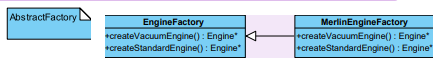 AbstractFactory
EngineFactory
+createVacuumEngine() : Engine*
+createStandardEngine() : Engine*
MerlinEngineFactory
+createVacuumEngine() : Engine*
+createStandardEngine() : Engine*